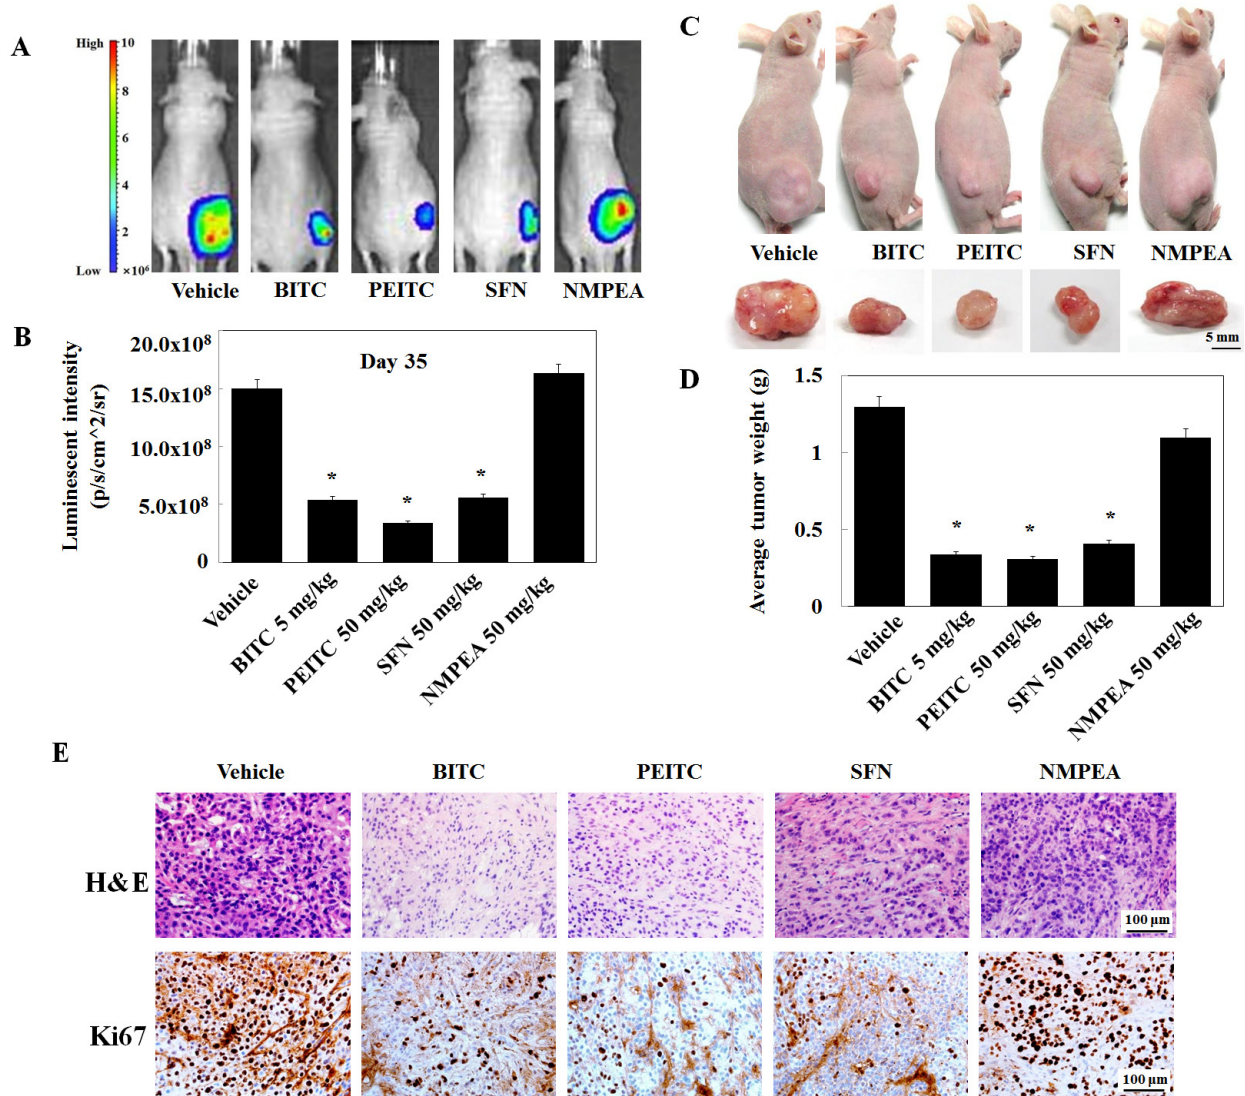 A
High
10
8
6
4
2
Low
×10⁶
Vehicle
BITC
PEITC
SFN
NMPEA
B
Luminescent intensity
(p/s/cm^2/sr)
20.0x10⁸
15.0x10⁸
10.0x10⁸
5.0x10⁸
0
Day 35
*
*
*
Vehicle
BITC 5 mg/kg
PEITC 50 mg/kg
SFN 50 mg/kg
NMPEA 50 mg/kg
C
Vehicle
BITC
PEITC
SFN
NMPEA
5 mm
D
Average tumor weight (g)
1.5
1
0.5
0
*
*
*
Vehicle
BITC 5 mg/kg
PEITC 50 mg/kg
SFN 50 mg/kg
NMPEA 50 mg/kg
E
Vehicle
BITC
PEITC
SFN
NMPEA
H&E
100 μm
Ki67
100 μm